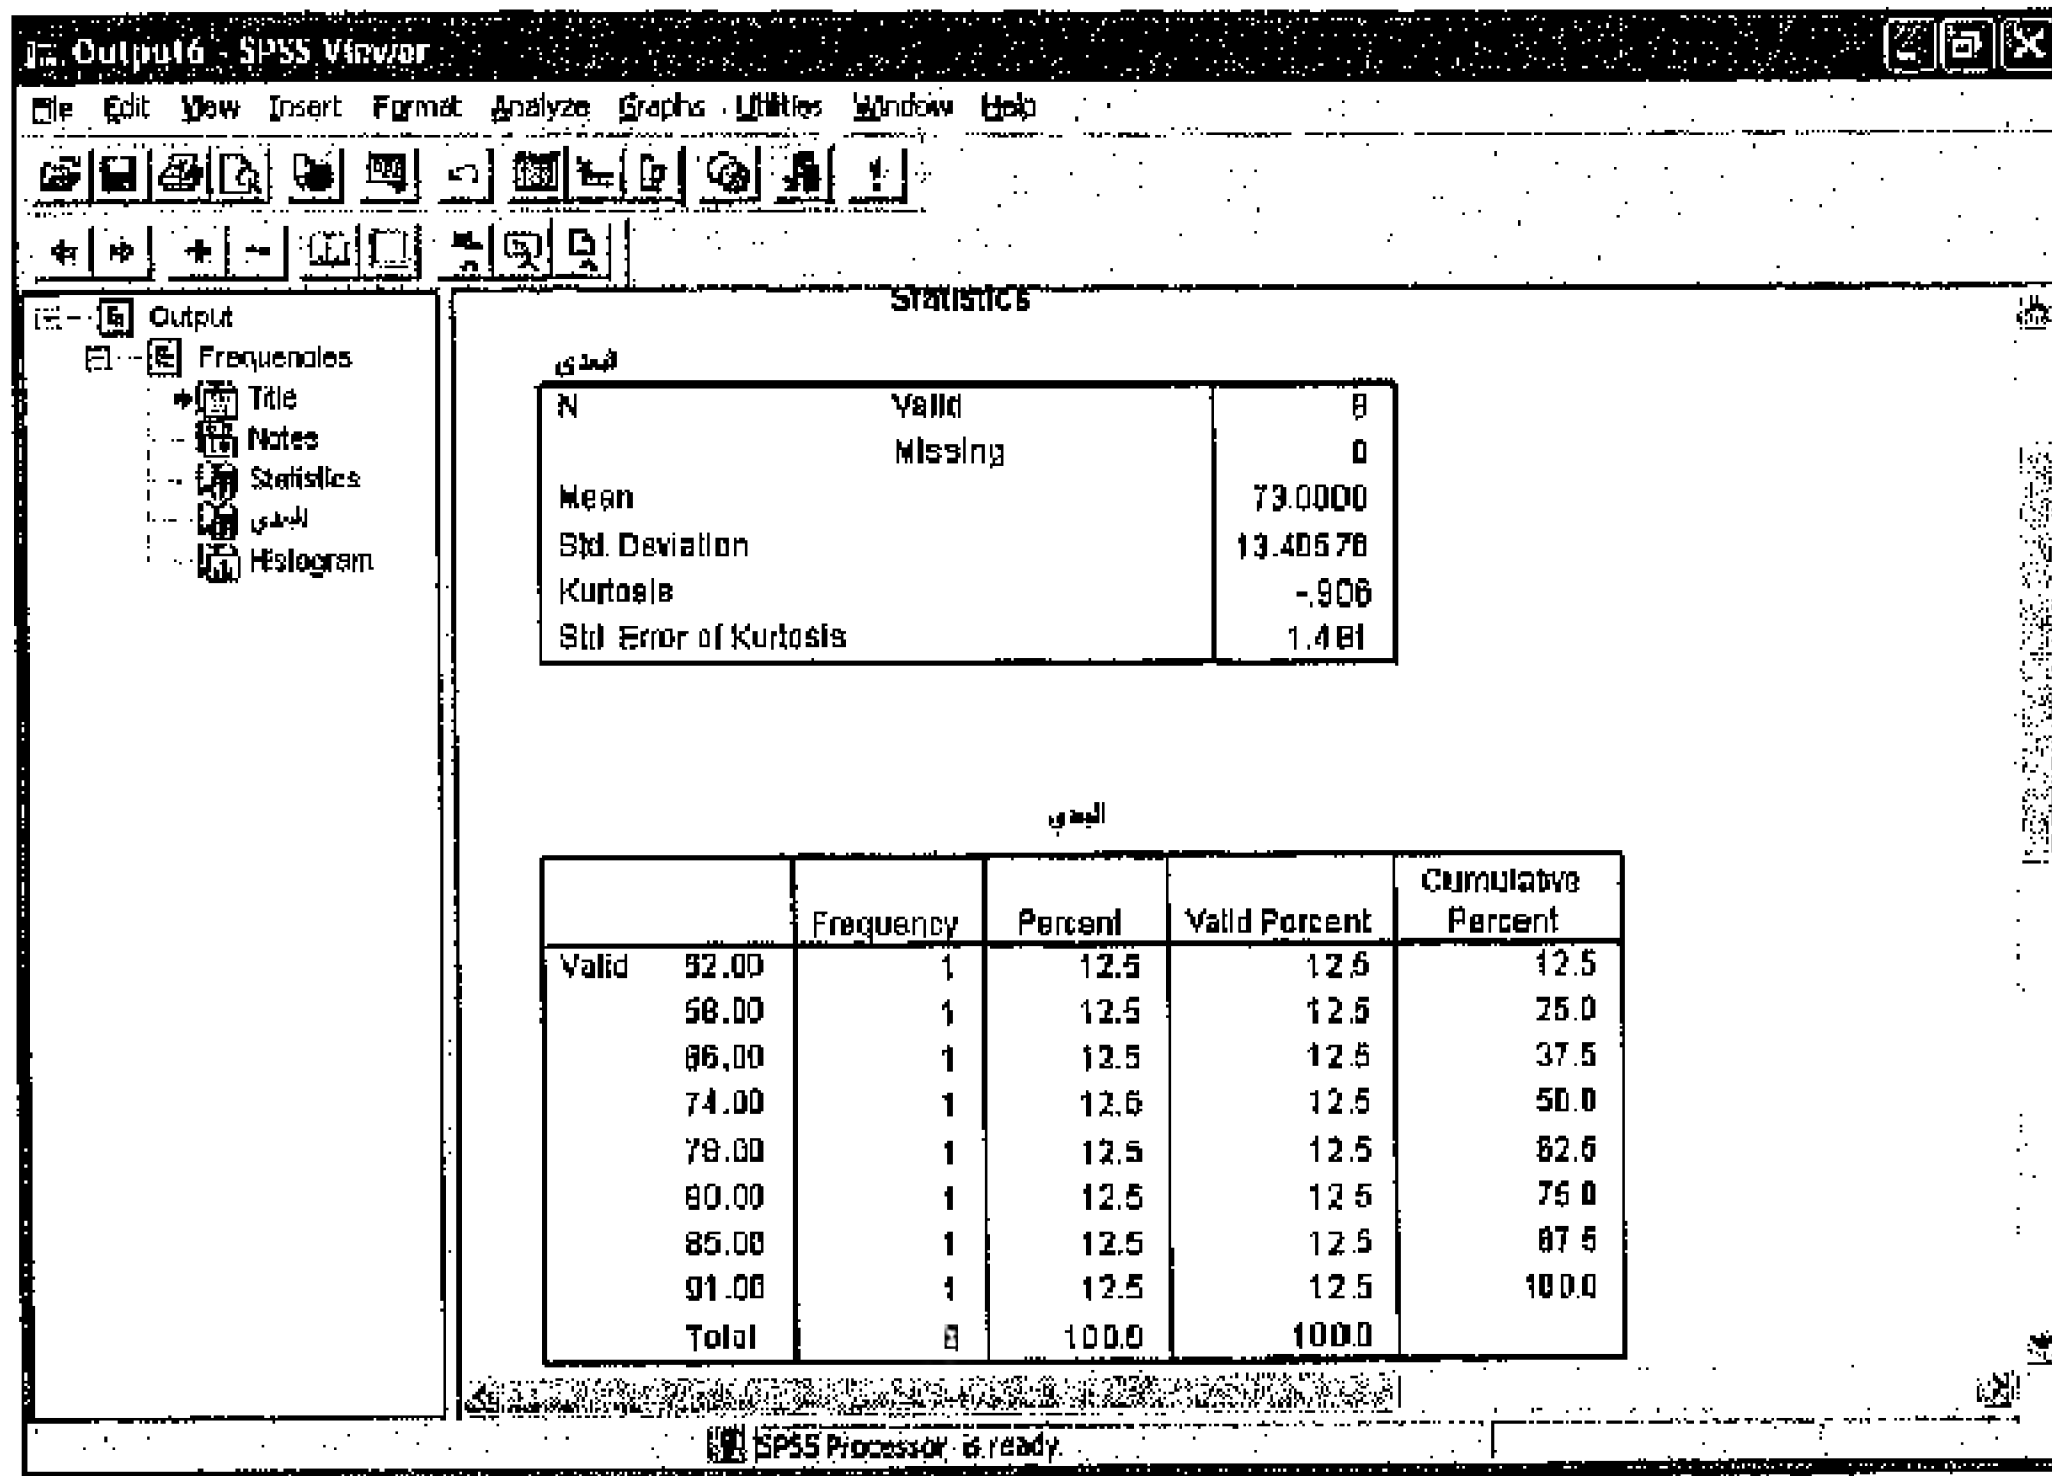 Output6 - SPSS Viewer
File Edit View Insert Format Analyze Graphs Utilities Window Help
Output
Frequencies
Title
Notes
Statistics
البعدي
Histogram
Statistics
البعدي
N Valid 8
Missing 0
Mean 73.0000
Std. Deviation 13.40576
Kurtosis -.906
Std. Error of Kurtosis 1.481
البعدي
Frequency Percent Valid Percent Cumulative Percent
Valid 52.00 1 12.5 12.5 12.5
58.00 1 12.5 12.5 25.0
66.00 1 12.5 12.5 37.5
74.00 1 12.5 12.5 50.0
78.00 1 12.5 12.5 62.5
80.00 1 12.5 12.5 75.0
85.00 1 12.5 12.5 87.5
91.00 1 12.5 12.5 100.0
Total 8 100.0 100.0
SPSS Processor is ready